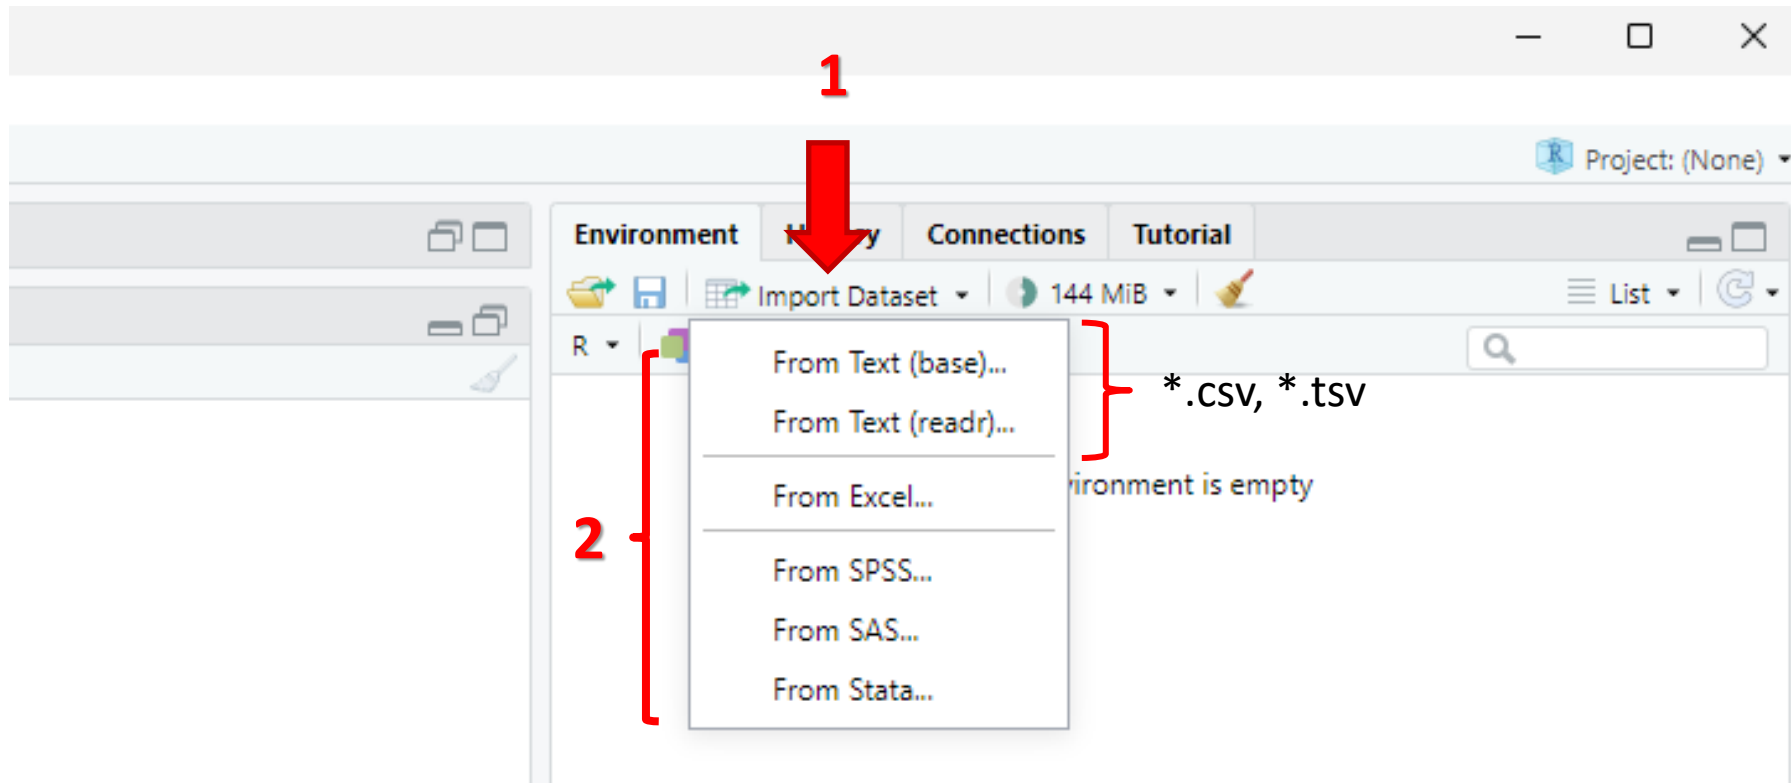 1
Project: (None)
Environment
Connections
Tutorial
Import Dataset
144 MiB
List
R
From Text (base)...
From Text (readr)...
*.csv, *.tsv
From Excel...
is empty
2
From SPSS...
From SAS...
From Stata...